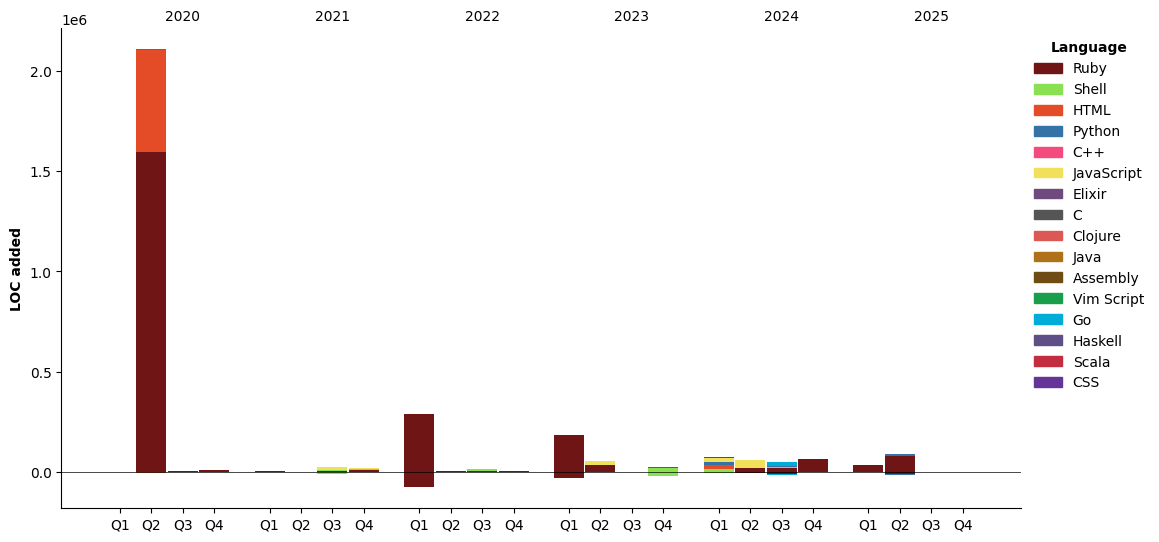 1e6
2020 2021 2022 2023 2024 2025
LOC added
2.0
1.5
1.0
0.5
0.0
Q1 Q2 Q3 Q4 Q1 Q2 Q3 Q4 Q1 Q2 Q3 Q4 Q1 Q2 Q3 Q4 Q1 Q2 Q3 Q4 Q1 Q2 Q3 Q4
Language
Ruby
Shell
HTML
Python
C++
JavaScript
Elixir
C
Clojure
Java
Assembly
Vim Script
Go
Haskell
Scala
CSS